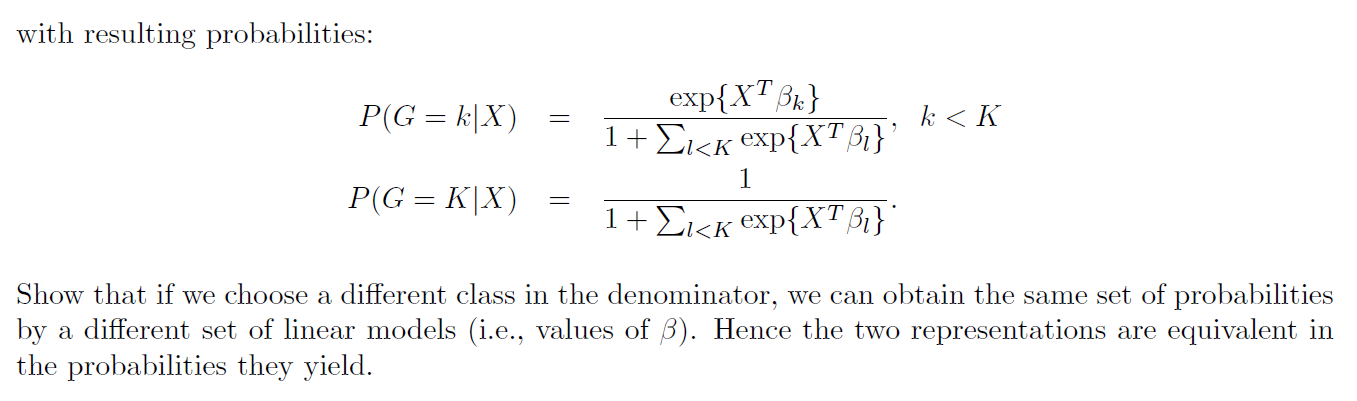 with resulting probabilities:
P(G = k|X) = exp{X^T β_k} / 1 + ∑_{l<K} exp{X^T β_l}, k < K
P(G = K|X) = 1 / 1 + ∑_{l<K} exp{X^T β_l}.
Show that if we choose a different class in the denominator, we can obtain the same set of probabilities
by a different set of linear models (i.e., values of β). Hence the two representations are equivalent in
the probabilities they yield.